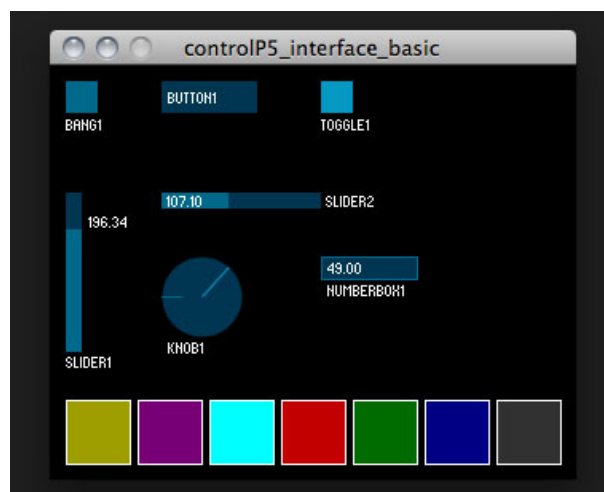 controlP5_interface_basic
BUTTON1
BANG1
TOGGLE1
107.10
SLIDER2
196.34
49.00
NUMBERBOX1
KNOB1
SLIDER1